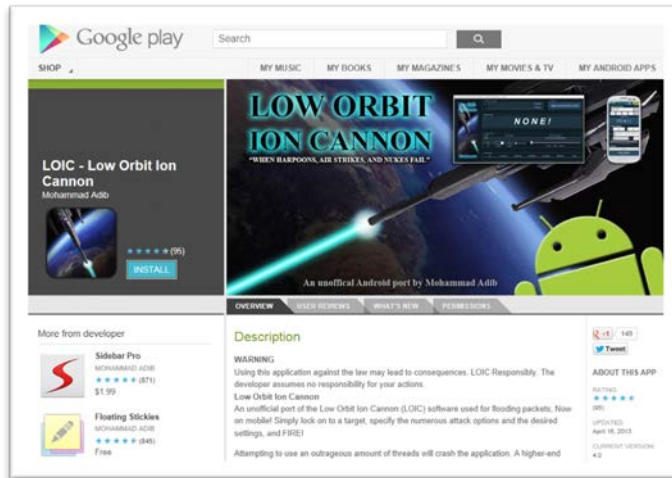 Google play
Search
SHOP
MY MUSIC
MY BOOKS
MY MAGAZINES
MY MOVIES & TV
MY ANDROID APPS
LOIC - Low Orbit Ion
Cannon
Mohammad Adib
(95)
INSTALL
LOW ORBIT
ION CANNON
"WHEN HARPOONS, AIR STRIKES, AND NUKES FAIL"
NONE!
An unoffical Android port by Mohammad Adib
OVERVIEW
USER REVIEWS
WHAT'S NEW
PERMISSIONS
More from developer
Sidebar Pro
MOHAMMAD ADIB
(871)
$1.99
Floating Stickies
MOHAMMAD ADIB
(845)
Free
Description
WARNING
Using this application against the law may lead to consequences. LOIC Responsibly. The
developer assumes no responsibility for your actions.
Low Orbit Ion Cannon
An unofficial port of the Low Orbit Ion Cannon (LOIC) software used for flooding packets, Now
on mobile! Simply lock on to a target, specify the numerous attack options and the desired
settings, and FIRE!
Attempting to use an outrageous amount of threads will crash the application. A higher-end
+1
149
Tweet
ABOUT THIS APP
RATING:
(95)
UPDATED:
April 16, 2013
CURRENT VERSION:
4.0